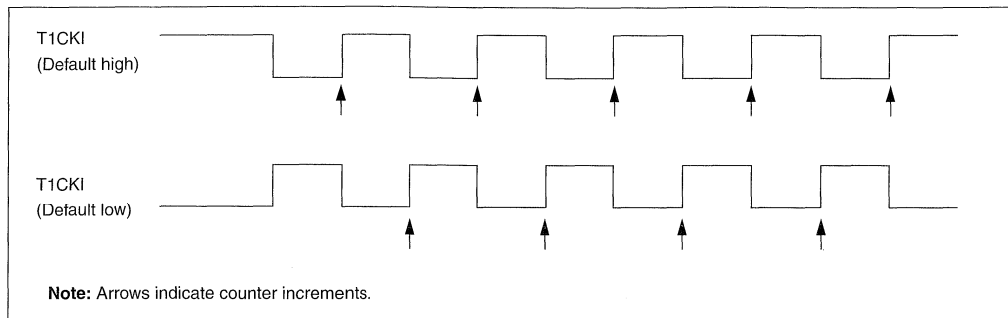 T1CKI
(Default high)
T1CKI
(Default low)
Note: Arrows indicate counter increments.